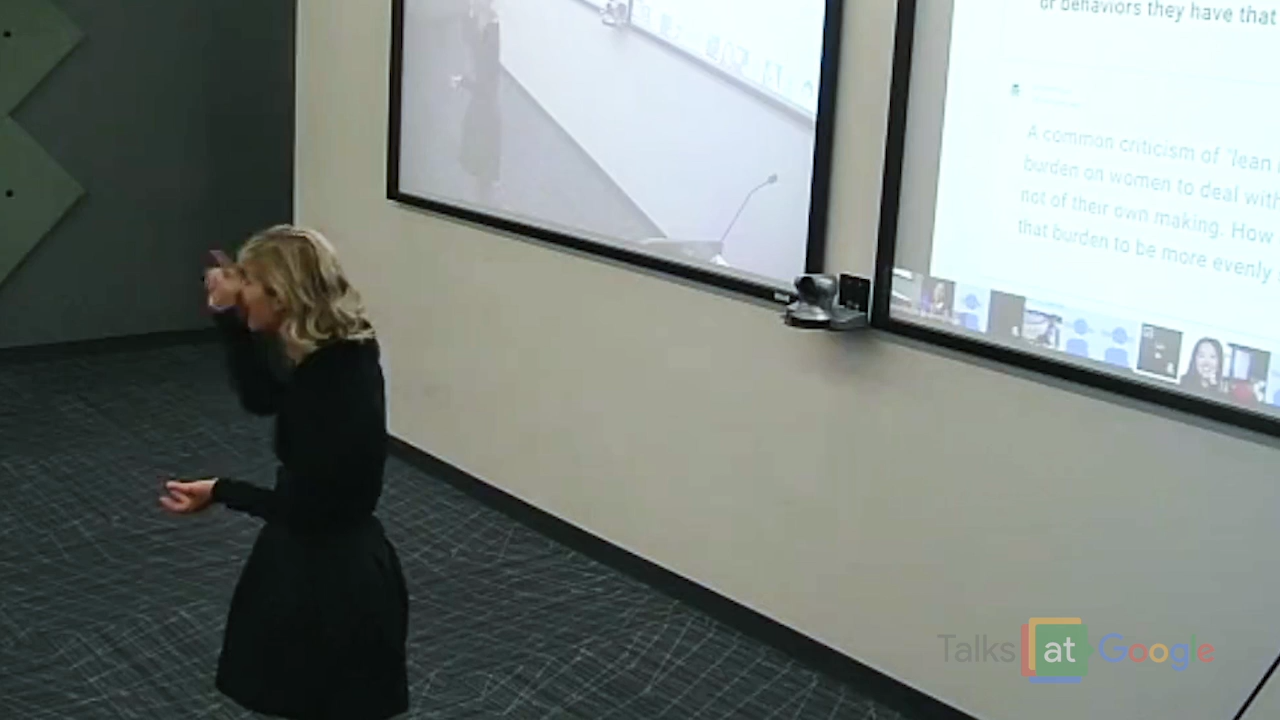 or behaviors they have that
A common criticism of "lean
burden on women to deal with
not of their own making. How
that burden to be more evenly
Talks at Google